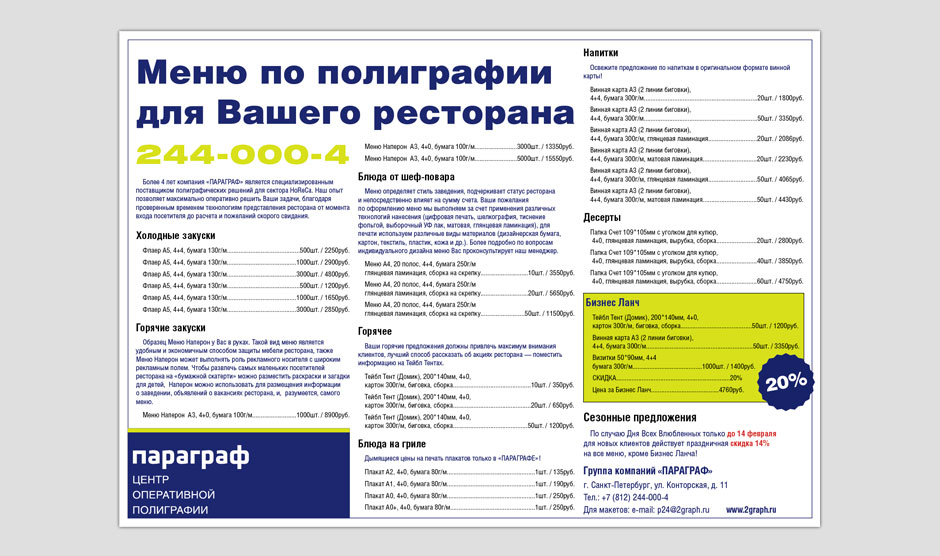 Меню по полиграфии
для Вашего ресторана
244-000-4
Более 4 лет компания «ПАРАГРАФ» является специализированным
поставщиком полиграфических решений для сектора HoReCa. Наш опыт
позволяет максимально оперативно решить Ваши задачи, благодаря
проверенным временем технологиям представления ресторана от момента
входа посетителя до расчета и пожеланий скорого свидания.
Холодные закуски
Флаер А5, 4+4, бумага 130г/м...500шт. / 2250руб.
Флаер А5, 4+4, бумага 130г/м...1000шт. / 2900руб.
Флаер А5, 4+4, бумага 130г/м...3000шт. / 4800руб.
Флаер А5, 4+4, бумага 130г/м...500шт. / 1200руб.
Флаер А5, 4+4, бумага 130г/м...1000шт. / 1650руб.
Флаер А5, 4+4, бумага 130г/м...3000шт. / 2850руб.
Горячие закуски
Образец Меню Наперон у Вас в руках. Такой вид меню является
удобным и экономичным способом защиты мебели ресторана, также
Меню Наперон может выполнять роль рекламного носителя с широким
рекламным полем. Чтобы развлечь самых маленьких посетителей
ресторана на «бумажной скатерти» можно разместить раскраски и загадки
для детей, Наперон можно использовать для размещения информации
о заведении, объявлений о вакансиях ресторана, и, разумеется, самого
меню.
Меню Наперон А3, 4+0, бумага 100г/м...1000шт. / 8900руб.
параграф
ЦЕНТР
ОПЕРАТИВНОЙ
ПОЛИГРАФИИ
Меню Наперон А3, 4+0, бумага 100г/м...3000шт. / 13350руб.
Меню Наперон А3, 4+0, бумага 100г/м...5000шт. / 15550руб.
Блюда от шеф-повара
Меню определяет стиль заведения, подчеркивает статус ресторана
и непосредственно влияет на сумму счета. Ваши пожелания
по оформлению меню мы выполняем за счет применения различных
технологий нанесения (цифровая печать, шелкография, тиснение
фольгой, выборочный УФ лак, матовая, глянцевая ламинация), для
печати используем различные виды материалов (дизайнерская бумага,
картон, текстиль, пластик, кожа и др.). Более подробно по вопросам
индивидуального дизайна меню Вас проконсультирует наш менеджер.
Меню А4, 20 полос, 4+4, бумага 250г/м
глянцевая ламинация, сборка на скрепку...10шт. / 3550руб.
Меню А4, 20 полос, 4+4, бумага 250г/м
глянцевая ламинация, сборка на скрепку...20шт. / 5650руб.
Меню А4, 20 полос, 4+4, бумага 250г/м
глянцевая ламинация, сборка на скрепку...50шт. / 11500руб.
Горячее
Ваши горячие предложения должны привлечь максимум внимания
клиентов, лучший способ рассказать об акциях ресторана — поместить
информацию на Тейбл Тентах.
Тейбл Тент (Домик), 200*140мм, 4+0,
картон 300г/м, биговка, сборка...10шт. / 350руб.
Тейбл Тент (Домик), 200*140мм, 4+0,
картон 300г/м, биговка, сборка...20шт. / 650руб.
Тейбл Тент (Домик), 200*140мм, 4+0,
картон 300г/м, биговка, сборка...50шт. / 1200руб.
Блюда на гриле
Дымящиеся цены на печать плакатов только в «ПАРАГРАФЕ»!
Плакат А2, 4+0, бумага 80г/м...1шт. / 135руб.
Плакат А1, 4+0, бумага 80г/м...1шт. / 190руб.
Плакат А0, 4+0, бумага 80г/м...1шт. / 250руб.
Плакат А0+, 4+0, бумага 80г/м...1шт. / 250руб.
Напитки
Освежите предложение по напиткам в оригинальном формате винной
карты!
Винная карта А3 (2 линии биговки),
4+4, бумага 300г/м...20шт. / 1800руб.
Винная карта А3 (2 линии биговки),
4+4, бумага 300г/м...50шт. / 3350руб.
Винная карта А3 (2 линии биговки),
4+4, бумага 300г/м, глянцевая ламинация...20шт. / 2086руб.
Винная карта А3 (2 линии биговки),
4+4, бумага 300г/м, матовая ламинация...20шт. / 2230руб.
Винная карта А3 (2 линии биговки),
4+4, бумага 300г/м, глянцевая ламинация...50шт. / 4065руб.
Винная карта А3 (2 линии биговки),
4+4, бумага 300г/м, матовая ламинация...50шт. / 4430руб.
Десерты
Папка Счет 109*105мм с уголком для купюр,
4+0, глянцевая ламинация, вырубка, сборка...20шт. / 2800руб.
Папка Счет 109*105мм с уголком для купюр,
4+0, глянцевая ламинация, вырубка, сборка...40шт. / 3850руб.
Папка Счет 109*105мм с уголком для купюр,
4+0, глянцевая ламинация, вырубка, сборка...60шт. / 4750руб.
Бизнес Ланч
Тейбл Тент (Домик), 200*140мм, 4+0,
картон 300г/м, биговка, сборка...50шт. / 1200руб.
Винная карта А3 (2 линии биговки),
4+4, бумага 300г/м...50шт. / 3350руб.
Визитки 50*90мм, 4+4
бумага 300г/м...1000шт. / 1400руб.
СКИДКА...20%
Цена за Бизнес Ланч...4760руб.
20%
Сезонные предложения
По случаю Дня Всех Влюбленных только до 14 февраля
для новых клиентов действует праздничная скидка 14%
на все меню, кроме Бизнес Ланча!
Группа компаний «ПАРАГРАФ»
г. Санкт-Петербург, ул. Конторская, д. 11
Тел.: +7 (812) 244-000-4
Для макетов: e-mail: p24@2graph.ru www.2graph.ru